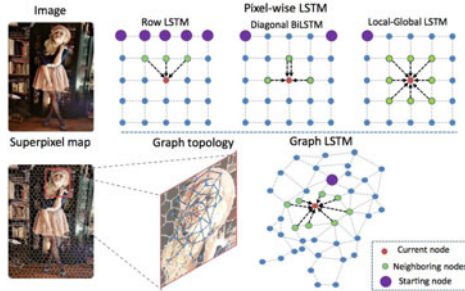 Image
Pixel-wise LSTM
Row LSTM
Diagonal BiLSTM
Local-Global LSTM
Superpixel map
Graph topology
Graph LSTM
Current node
Neighboring nodes
Starting node